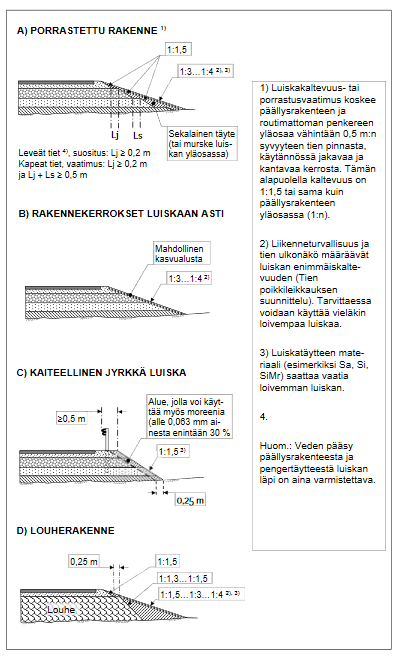 A) PORRASTETTU RAKENNE 1)
1:1,5
1:3…1:4 2), 3)
Lj
Ls
Sekalainen täyte
(tai murske luis-
kan yläosassa)
Leveät tiet 4), suositus: Lj ≥ 0,2 m
Kapeat tiet, vaatimus: Lj ≥ 0,2 m
ja Lj + Ls ≥ 0,5 m
B) RAKENNEKERROKSET LUISKAAN ASTI
Mahdollinen
kasvualusta
1:3…1:4 2)
C) KAITEELLINEN JYRKKÄ LUISKA
≥0,5 m
Alue, jolla voi käyt-
tää myös moreenia
(alle 0,063 mm ai-
nesta enintään 30 %
1:1,5 3)
0,25 m
D) LOUHERAKENNE
0,25 m
1:1,5
1:1,3…1:1,5
1:1,5…1:3…1:4 2), 3)
Louhe
1) Luiskakaltevuus- tai
porrastusvaatimus koskee
päällysrakenteen ja
routimattoman penkereen
yläosaa vähintään 0,5 m:n
syvyyteen tien pinnasta,
käytännössä jakavaa ja
kantavaa kerrosta. Tämän
alapuolella kaltevuus on
1:1,5 tai sama kuin
päällysrakenteen
yläosassa (1:n).
2) Liikenneturvallisuus ja
tien ulkonäkö määräävät
luiskan enimmäiskalte-
vuuden (Tien
poikkileikkauksen
suunnittelu). Tarvittaessa
voidaan käyttää vieläkin
loivempaa luiskaa.
3) Luiskatäytteen mate-
riaali (esimerkiksi Sa, Si,
SiMr) saattaa vaatia
loivemman luiskan.
4.
Huom.: Veden pääsy
päällysrakenteesta ja
pengertäytteestä luiskan
läpi on aina varmistettava.